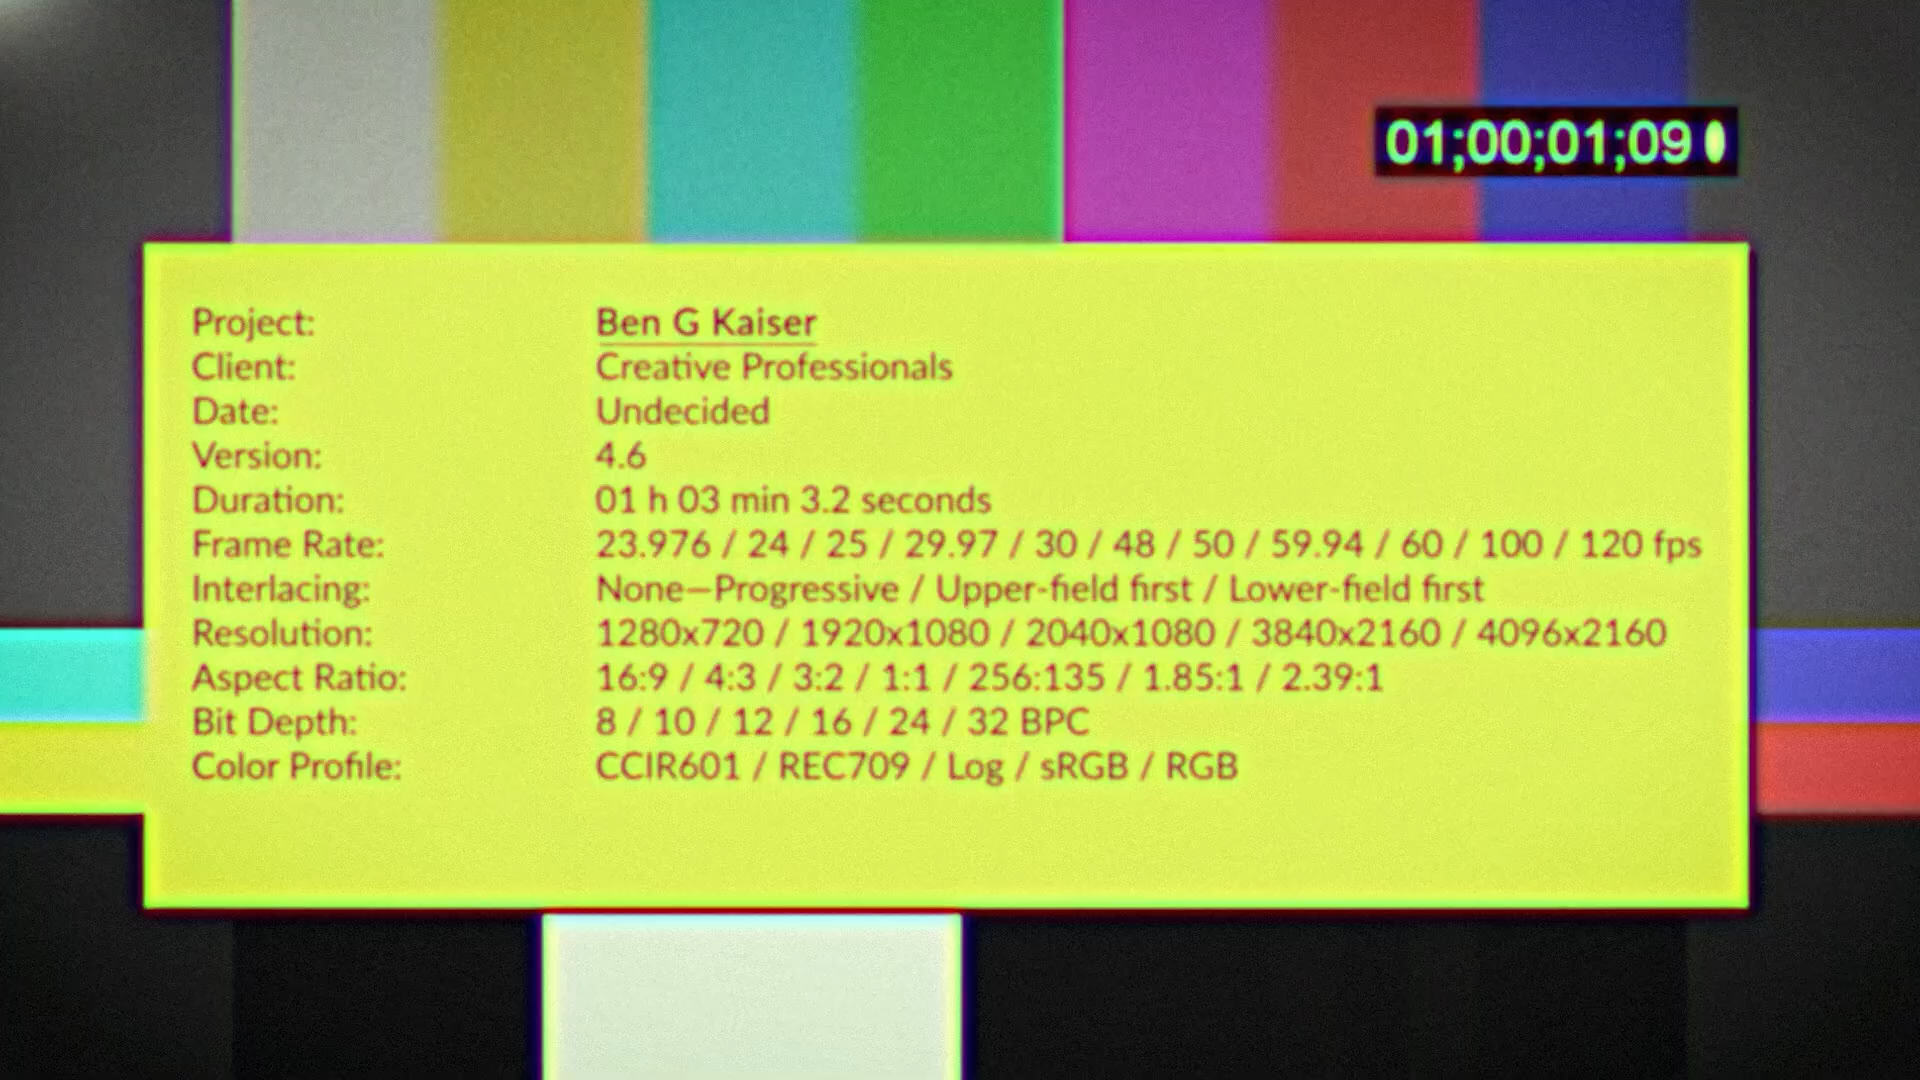 01;00;01;09
Project: Ben G Kaiser
Client: Creative Professionals
Date: Undecided
Version: 4.6
Duration: 01 h 03 min 3.2 seconds
Frame Rate: 23.976 / 24 / 25 / 29.97 / 30 / 48 / 50 / 59.94 / 60 / 100 / 120 fps
Interlacing: None—Progressive / Upper-field first / Lower-field first
Resolution: 1280x720 / 1920x1080 / 2040x1080 / 3840x2160 / 4096x2160
Aspect Ratio: 16:9 / 4:3 / 3:2 / 1:1 / 256:135 / 1.85:1 / 2.39:1
Bit Depth: 8 / 10 / 12 / 16 / 24 / 32 BPC
Color Profile: CCIR601 / REC709 / Log / sRGB / RGB